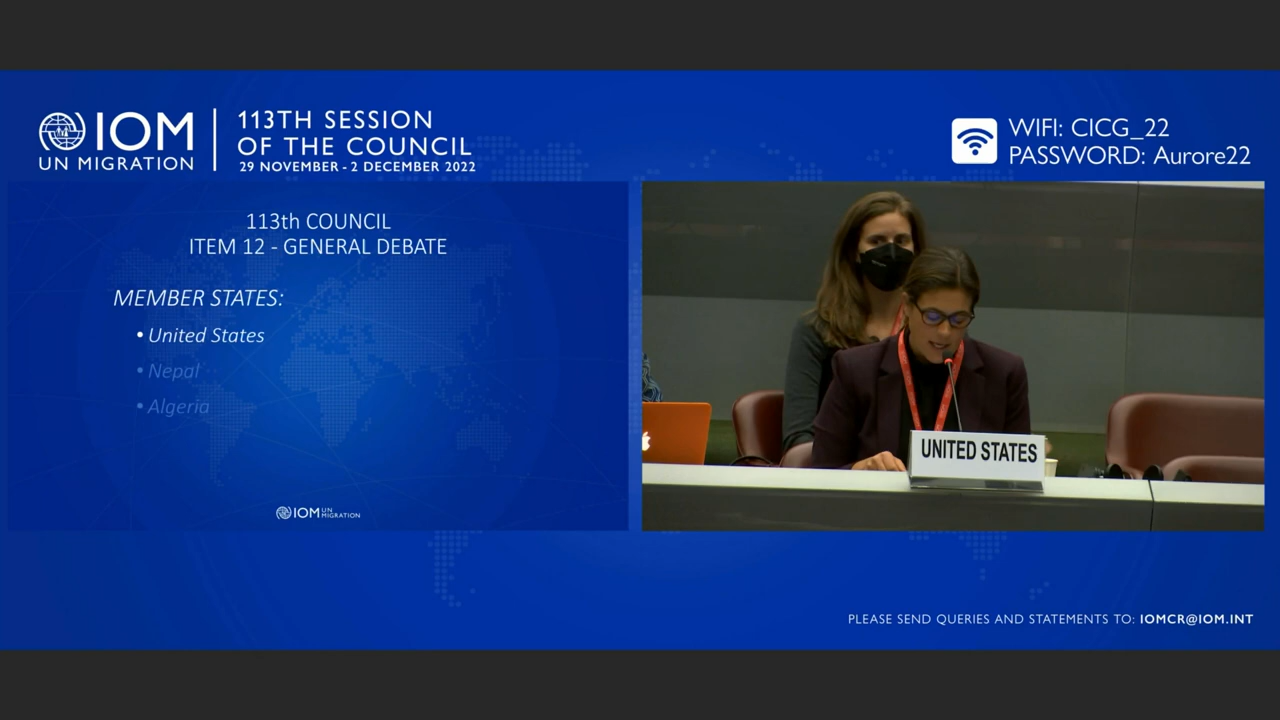 IOM
UN MIGRATION
113TH SESSION
OF THE COUNCIL
29 NOVEMBER - 2 DECEMBER 2022
WIFI: CICG_22
PASSWORD: Aurore22
113th COUNCIL
ITEM 12 - GENERAL DEBATE
MEMBER STATES:
• United States
• Nepal
• Algeria
IOM UN
MIGRATION
UNITED STATES
PLEASE SEND QUERIES AND STATEMENTS TO: IOMCR@IOM.INT